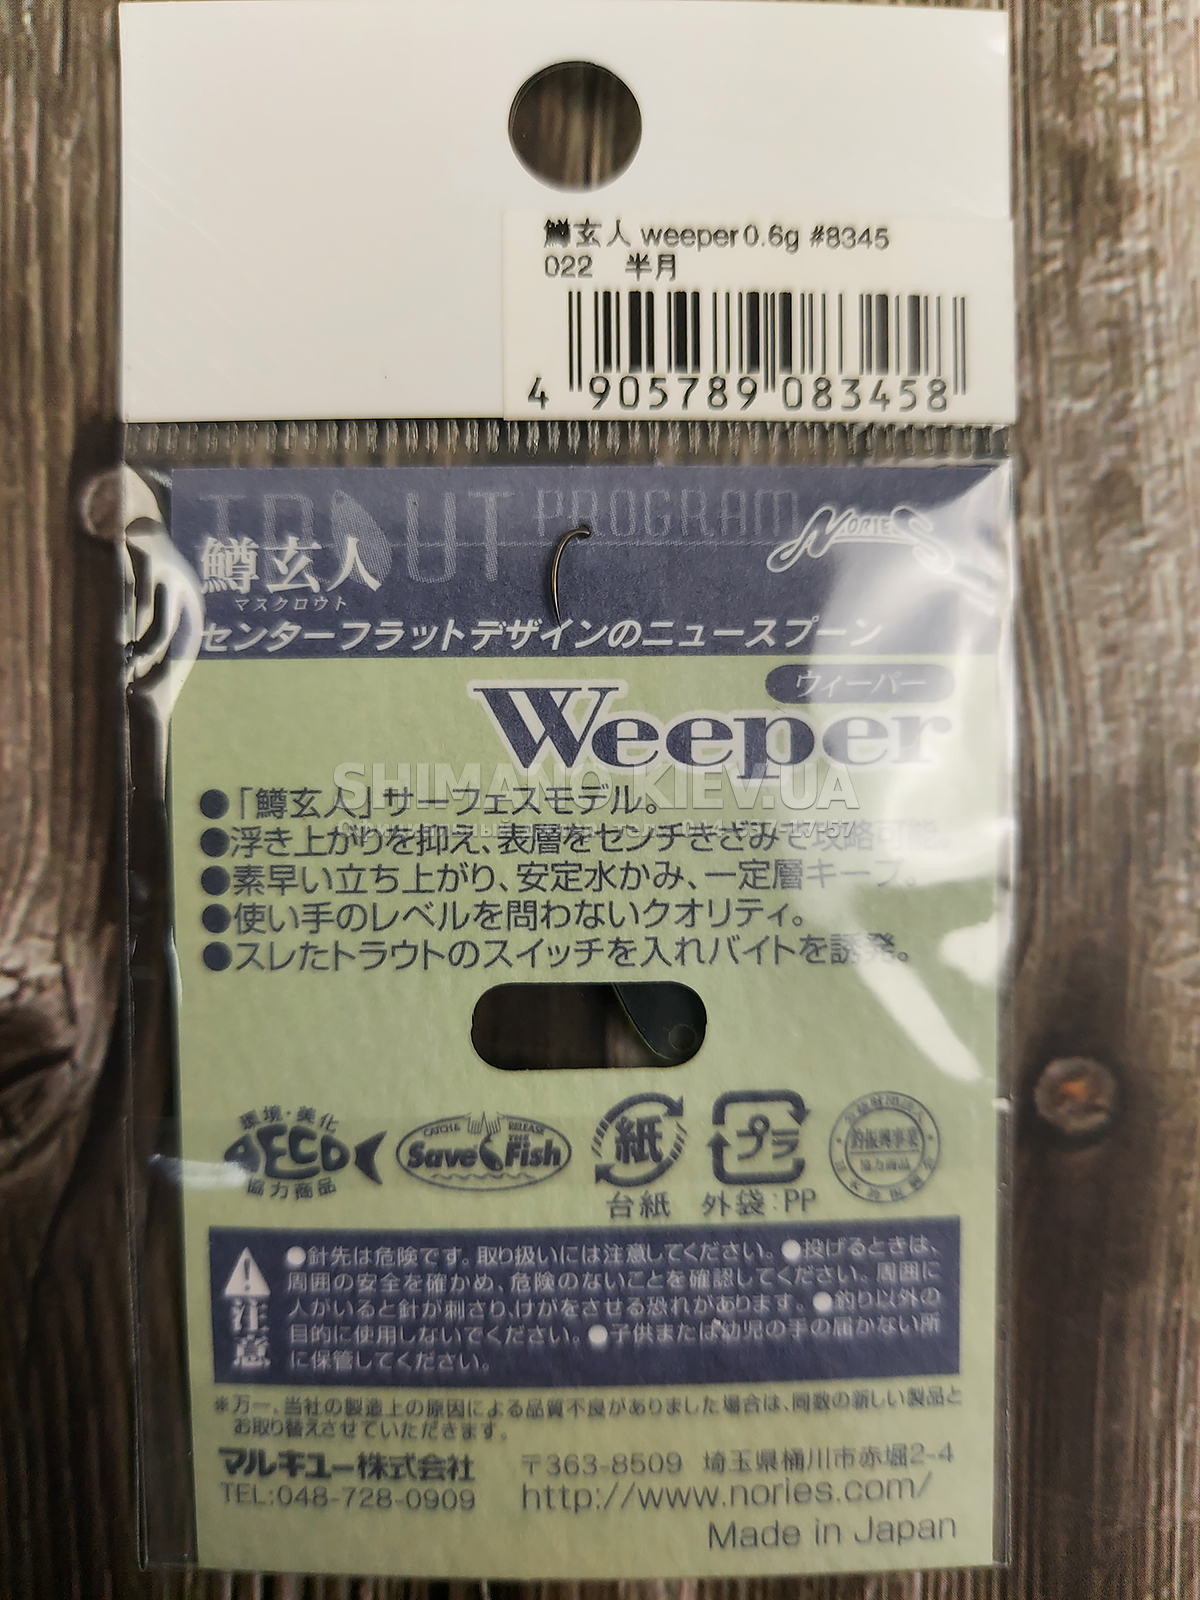 鱒玄人 weeper 0.6g #8345
022 半月
4 905789 083458
TROUT PROGRAM
NORIES
鱒玄人
マスクロウト
センターフラットデザインのニュースプーン
ウィーパー
Weeper
SHIMANO.KIEV.UA
●「鱒玄人」サーフェスモデル。
●浮き上がりを抑え、表層をセンチきざみで攻略可能
●素早い立ち上がり、安定水かみ、一定層キープ。
●使い手のレベルを問わないクオリティ。
●スレたトラウトのスイッチを入れバイトを誘発。
環境・美化
AECO
協力商品
CATCH & RELEASE
Save THE Fish
紙
台紙
プラ
外袋:PP
釣振興事業
協力商品
注意
●針先は危険です。取り扱いには注意してください。●投げるときは、
周囲の安全を確かめ、危険のないことを確認してください。周囲に
人がいると針が刺さり、けがをさせる恐れがあります。●釣り以外の
目的に使用しないでください。●子供または幼児の手の届かない所
に保管してください。
※万一、当社の製造上の原因による品質不良がありました場合は、同数の新しい製品と
お取り替えさせていただきます。
マルキユー株式会社 〒363-8509 埼玉県桶川市赤堀2-4
TEL:048-728-0909 http://www.nories.com/
Made in Japan